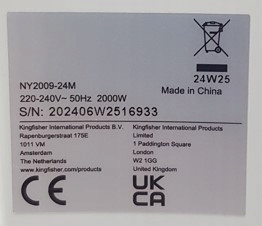 24W25
NY2009-24M
Made in China
220-240V~ 50Hz 2000W
S/N: 202406W2516933
Kingfisher International Products B.V.
Rapenburgerstraat 175E
1011 VM
Amsterdam
The Netherlands
www.kingfisher.com/products
Kingfisher International Products
Limited
1 Paddington Square
London
W2 1GG
United Kingdom
CE
UK
CA